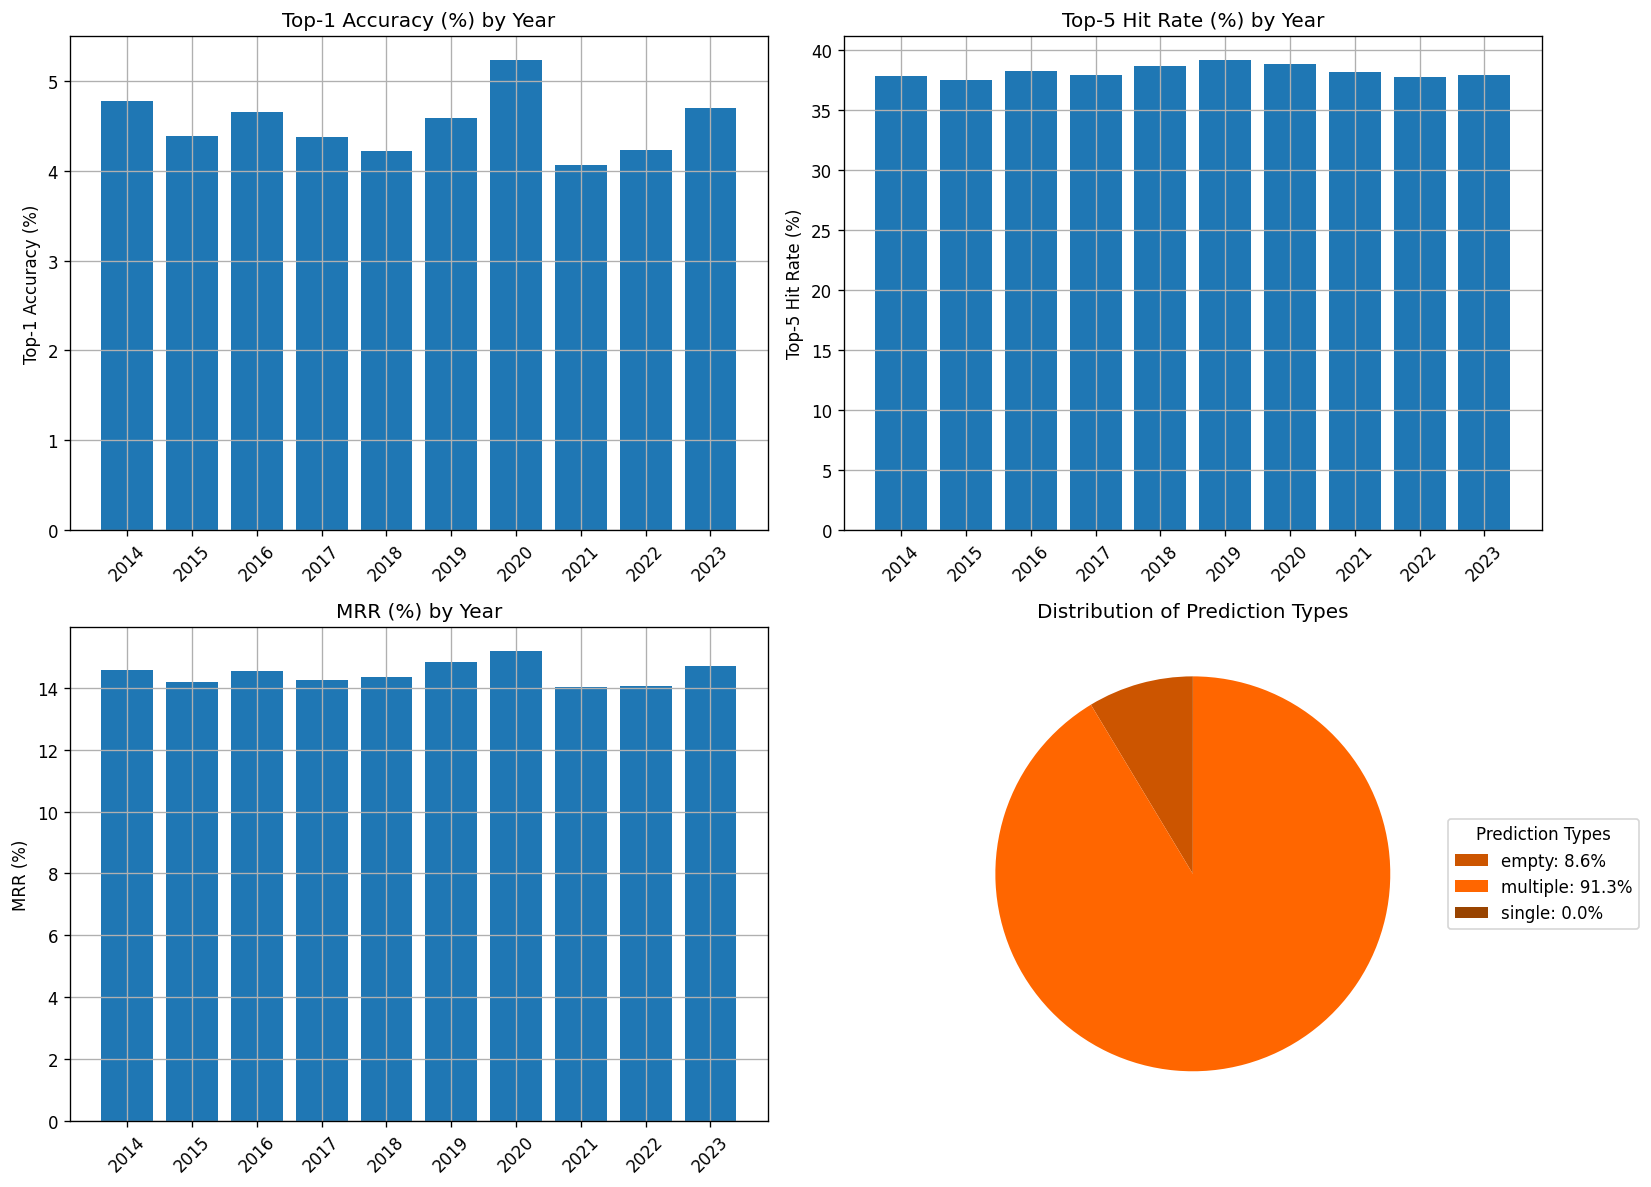 Top-1 Accuracy (%) by Year
Top-1 Accuracy (%)
5
4
3
2
1
0
2014 2015 2016 2017 2018 2019 2020 2021 2022 2023
Top-5 Hit Rate (%) by Year
Top-5 Hit Rate (%)
40
35
30
25
20
15
10
5
0
2014 2015 2016 2017 2018 2019 2020 2021 2022 2023
MRR (%) by Year
MRR (%)
14
12
10
8
6
4
2
0
2014 2015 2016 2017 2018 2019 2020 2021 2022 2023
Distribution of Prediction Types
Prediction Types
empty: 8.6%
multiple: 91.3%
single: 0.0%